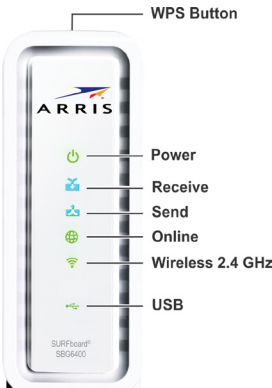 WPS Button
ARRIS
Power
Receive
Send
Online
Wireless 2.4 GHz
USB
SURFboard®
SBG6400